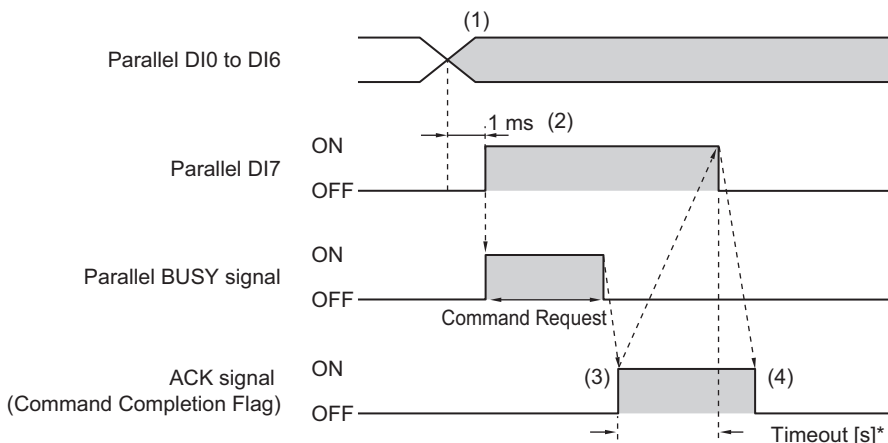 (1)
Parallel DI0 to DI6
1 ms (2)
ON
Parallel DI7
OFF
ON
Parallel BUSY signal
OFF
Command Request
ON
ACK signal
(3)
(4)
(Command Completion Flag)
OFF
Timeout [s]*